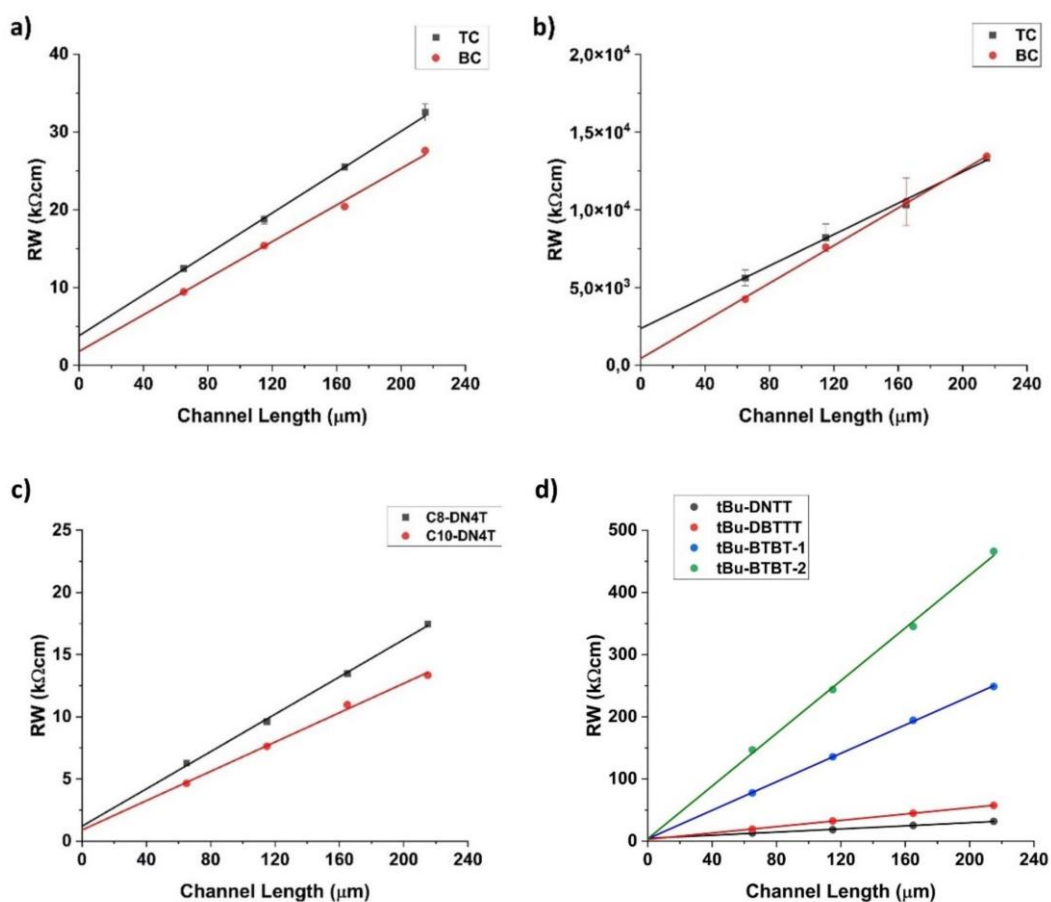 a)
TC
BC
40
30
20
10
0
RW (kΩcm)
0 40 80 120 160 200 240
Channel Length (μm)
b)
TC
BC
2,0×10⁴
1,5×10⁴
1,0×10⁴
5,0×10³
0,0
RW (kΩcm)
0 40 80 120 160 200 240
Channel Length (μm)
c)
C8-DN4T
C10-DN4T
25
20
15
10
5
0
RW (kΩcm)
0 40 80 120 160 200 240
Channel Length (μm)
d)
tBu-DNTT
tBu-DBTTT
tBu-BTBT-1
tBu-BTBT-2
500
400
300
200
100
0
RW (kΩcm)
0 40 80 120 160 200 240
Channel Length (μm)